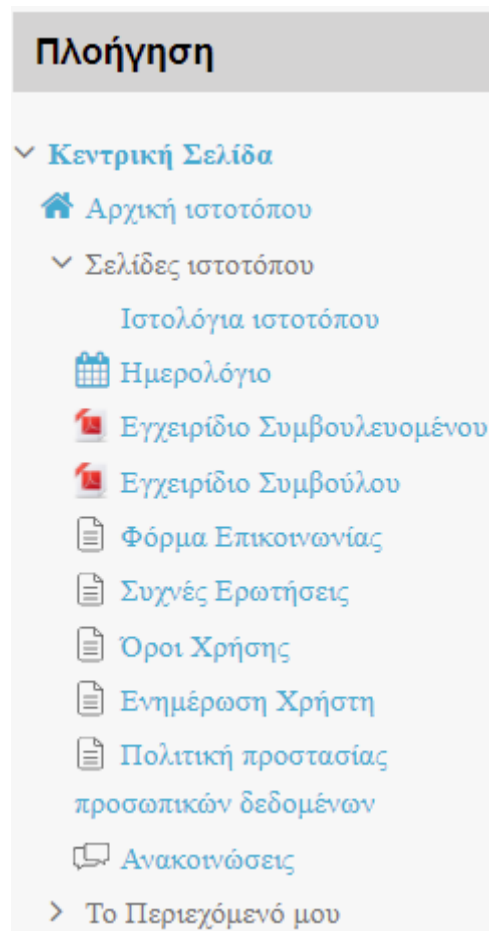 Πλοήγηση
Κεντρική Σελίδα
Αρχική ιστοτόπου
Σελίδες ιστοτόπου
Ιστολόγια ιστοτόπου
Ημερολόγιο
Εγχειρίδιο Συμβουλευομένου
Εγχειρίδιο Συμβούλου
Φόρμα Επικοινωνίας
Συχνές Ερωτήσεις
Όροι Χρήσης
Ενημέρωση Χρήστη
Πολιτική προστασίας
προσωπικών δεδομένων
Ανακοινώσεις
Το Περιεχόμενό μου